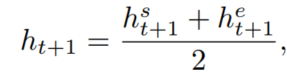 h_{t+1} = \frac{h^s_{t+1} + h^e_{t+1}}{2},